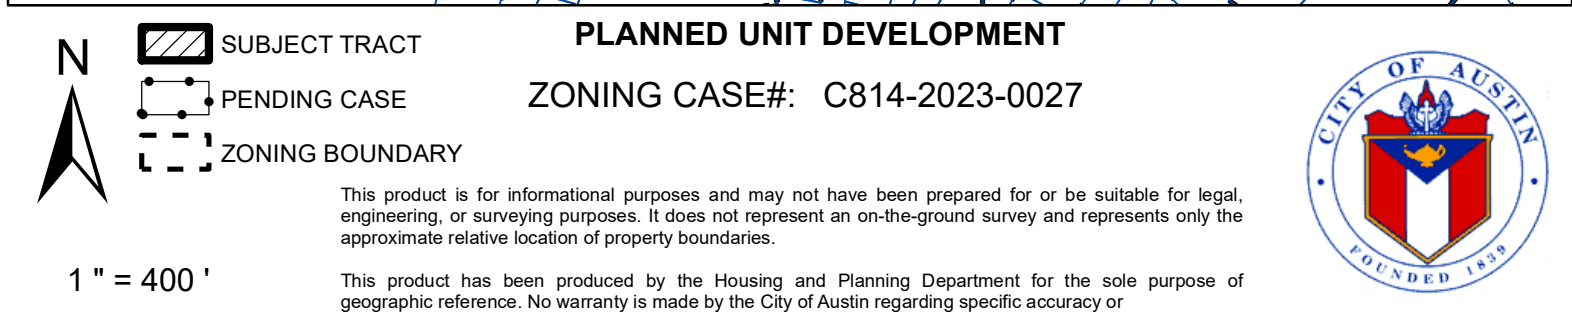 N
SUBJECT TRACT
PENDING CASE
ZONING BOUNDARY
1 " = 400 '
PLANNED UNIT DEVELOPMENT
ZONING CASE#: C814-2023-0027
This product is for informational purposes and may not have been prepared for or be suitable for legal,
engineering, or surveying purposes. It does not represent an on-the-ground survey and represents only the
approximate relative location of property boundaries.
This product has been produced by the Housing and Planning Department for the sole purpose of
geographic reference. No warranty is made by the City of Austin regarding specific accuracy or
CITY OF AUSTIN
FOUNDED 1839